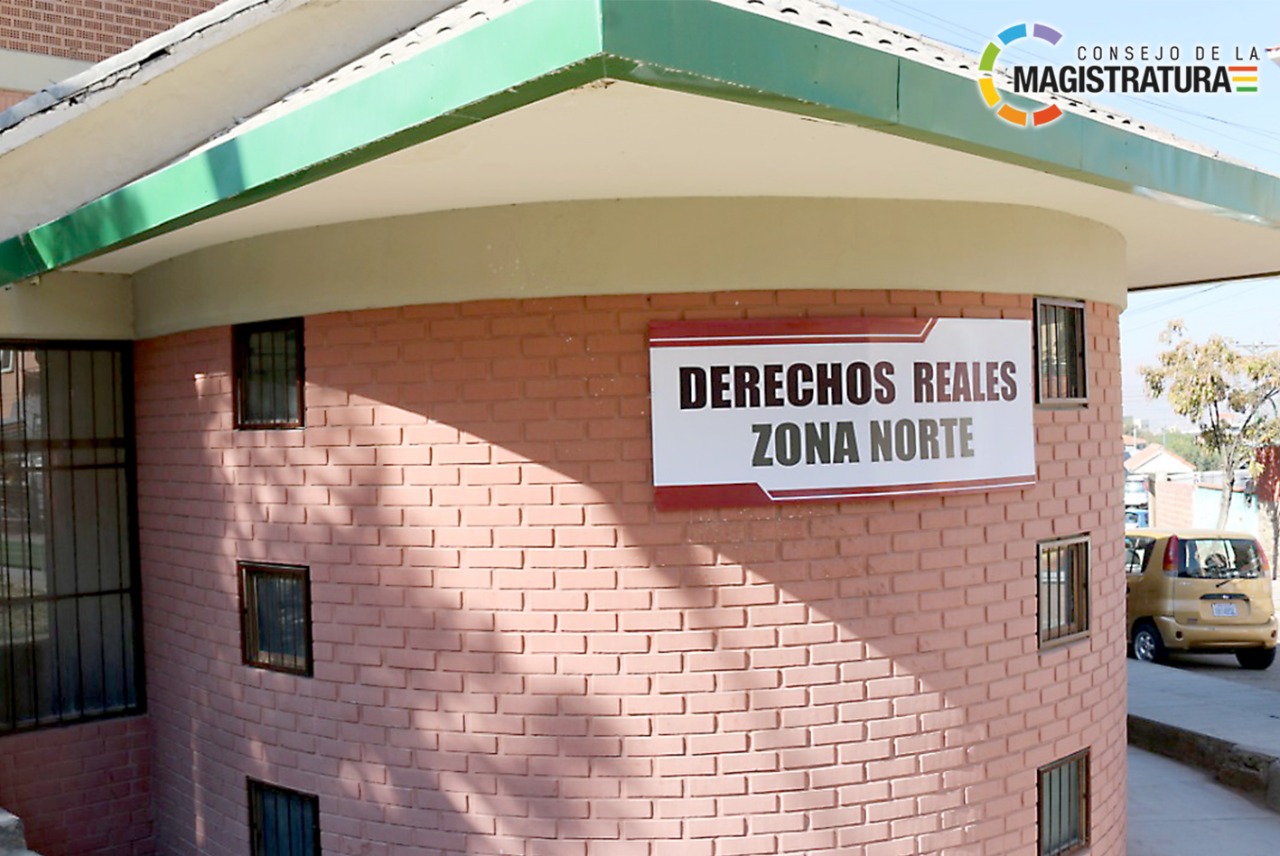 CONSEJO DE LA
MAGISTRATURA
DERECHOS REALES
ZONA NORTE